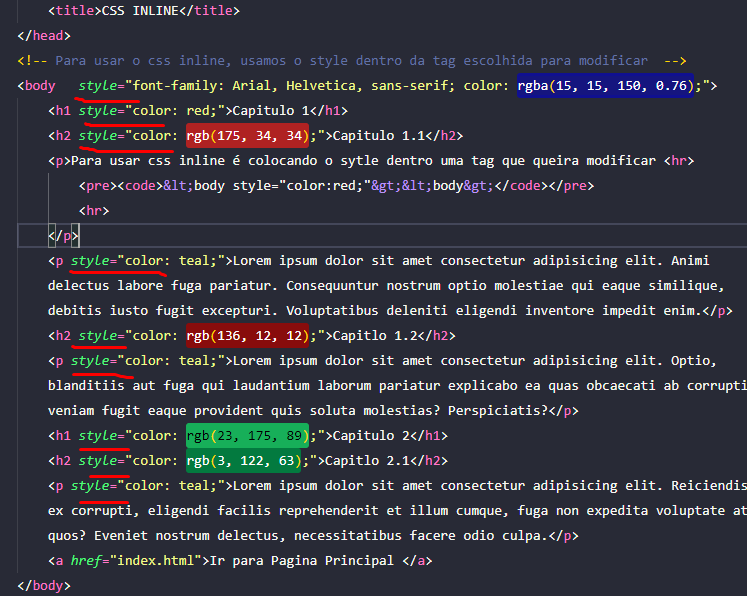 <title>CSS INLINE</title>
</head>
<!-- Para usar o css inline, usamos o style dentro da tag escolhida para modificar  -->
<body   style="font-family: Arial, Helvetica, sans-serif; color: rgba(15, 15, 150, 0.76);">
<h1 style="color: red;">Capitulo 1</h1>
<h2 style="color: rgb(175, 34, 34);">Capitulo 1.1</h2>
<p>Para usar css inline é colocando o sytle dentro uma tag que queira modificar <hr>
<pre><code>&lt;body style="color:red;"&gt;&lt;body&gt;</code></pre>
<hr>
</p>
<p style="color: teal;">Lorem ipsum dolor sit amet consectetur adipisicing elit. Animi
delectus labore fuga pariatur. Consequuntur nostrum optio molestiae qui eaque similique,
debitis iusto fugit excepturi. Voluptatibus deleniti eligendi inventore impedit enim.</p>
<h2 style="color: rgb(136, 12, 12);">Capitlo 1.2</h2>
<p style="color: teal;">Lorem ipsum dolor sit amet consectetur adipisicing elit. Optio,
blanditiis aut fuga qui laudantium laborum pariatur explicabo ea quas obcaecati ab corrupti
veniam fugit eaque provident quis soluta molestias? Perspiciatis?</p>
<h1 style="color: rgb(23, 175, 89);">Capitulo 2</h1>
<h2 style="color: rgb(3, 122, 63);">Capitlo 2.1</h2>
<p style="color: teal;">Lorem ipsum dolor sit amet consectetur adipisicing elit. Reiciendis
ex corrupti, eligendi facilis reprehenderit et illum cumque, fuga non expedita voluptate at
quos? Eveniet nostrum delectus, necessitatibus facere odio culpa.</p>
<a href="index.html">Ir para Pagina Principal </a>
</body>